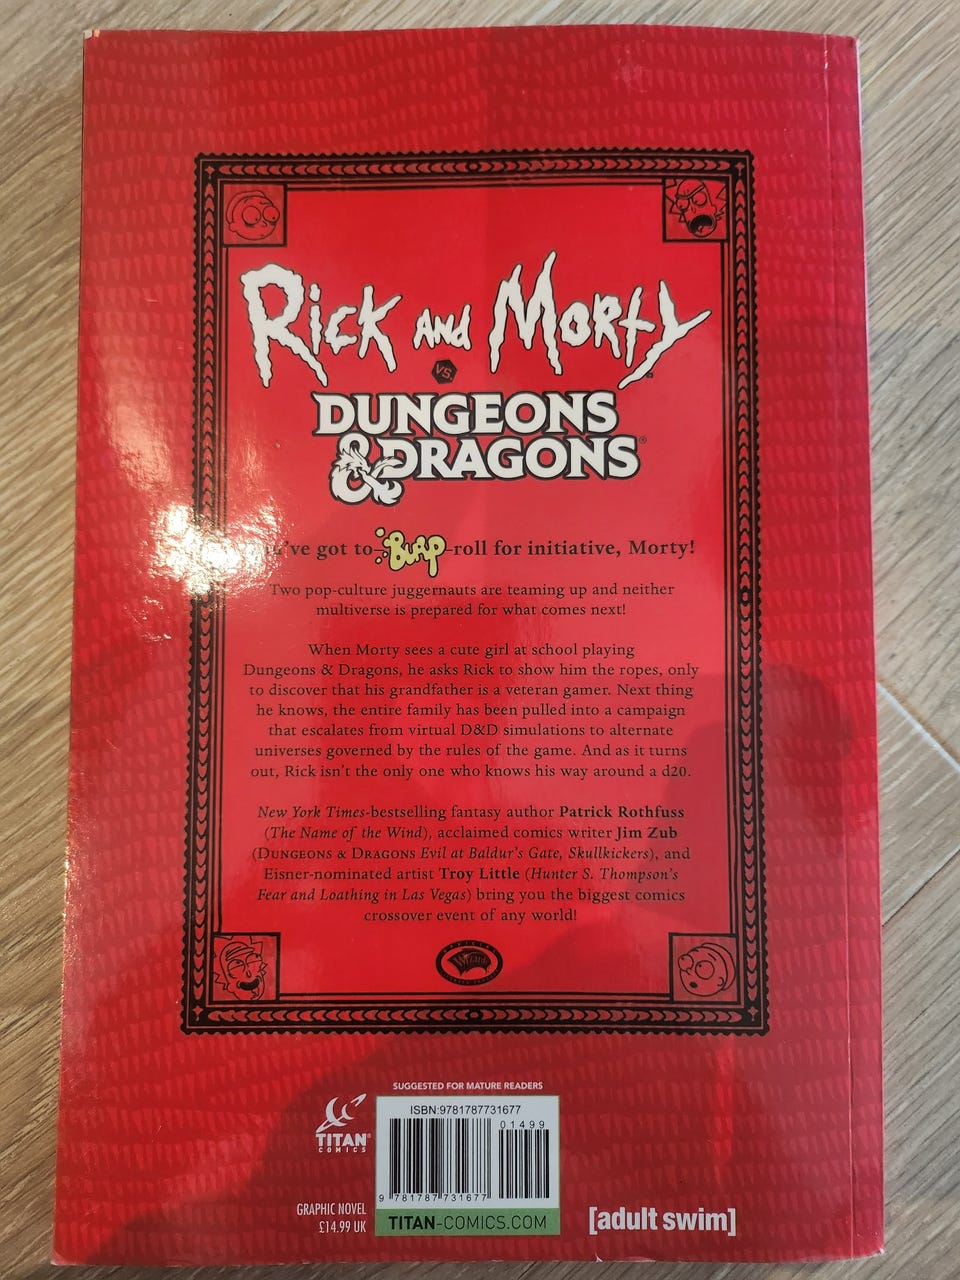 Rick and Morty
VS.
DUNGEONS
& DRAGONS®
've got to-BURP-roll for initiative, Morty!
Two pop-culture juggernauts are teaming up and neither
multiverse is prepared for what comes next!
When Morty sees a cute girl at school playing
Dungeons & Dragons, he asks Rick to show him the ropes, only
to discover that his grandfather is a veteran gamer. Next thing
he knows, the entire family has been pulled into a campaign
that escalates from virtual D&D simulations to alternate
universes governed by the rules of the game. And as it turns
out, Rick isn't the only one who knows his way around a d20.
New York Times-bestselling fantasy author Patrick Rothfuss
(The Name of the Wind), acclaimed comics writer Jim Zub
(DUNGEONS & DRAGONS Evil at Baldur's Gate, Skullkickers), and
Eisner-nominated artist Troy Little (Hunter S. Thompson's
Fear and Loathing in Las Vegas) bring you the biggest comics
crossover event of any world!
Wizards
SUGGESTED FOR MATURE READERS
TITAN®
COMICS
ISBN:9781787731677
01499
9 781787 731677
GRAPHIC NOVEL
£14.99 UK
TITAN-COMICS.COM
[adult swim]